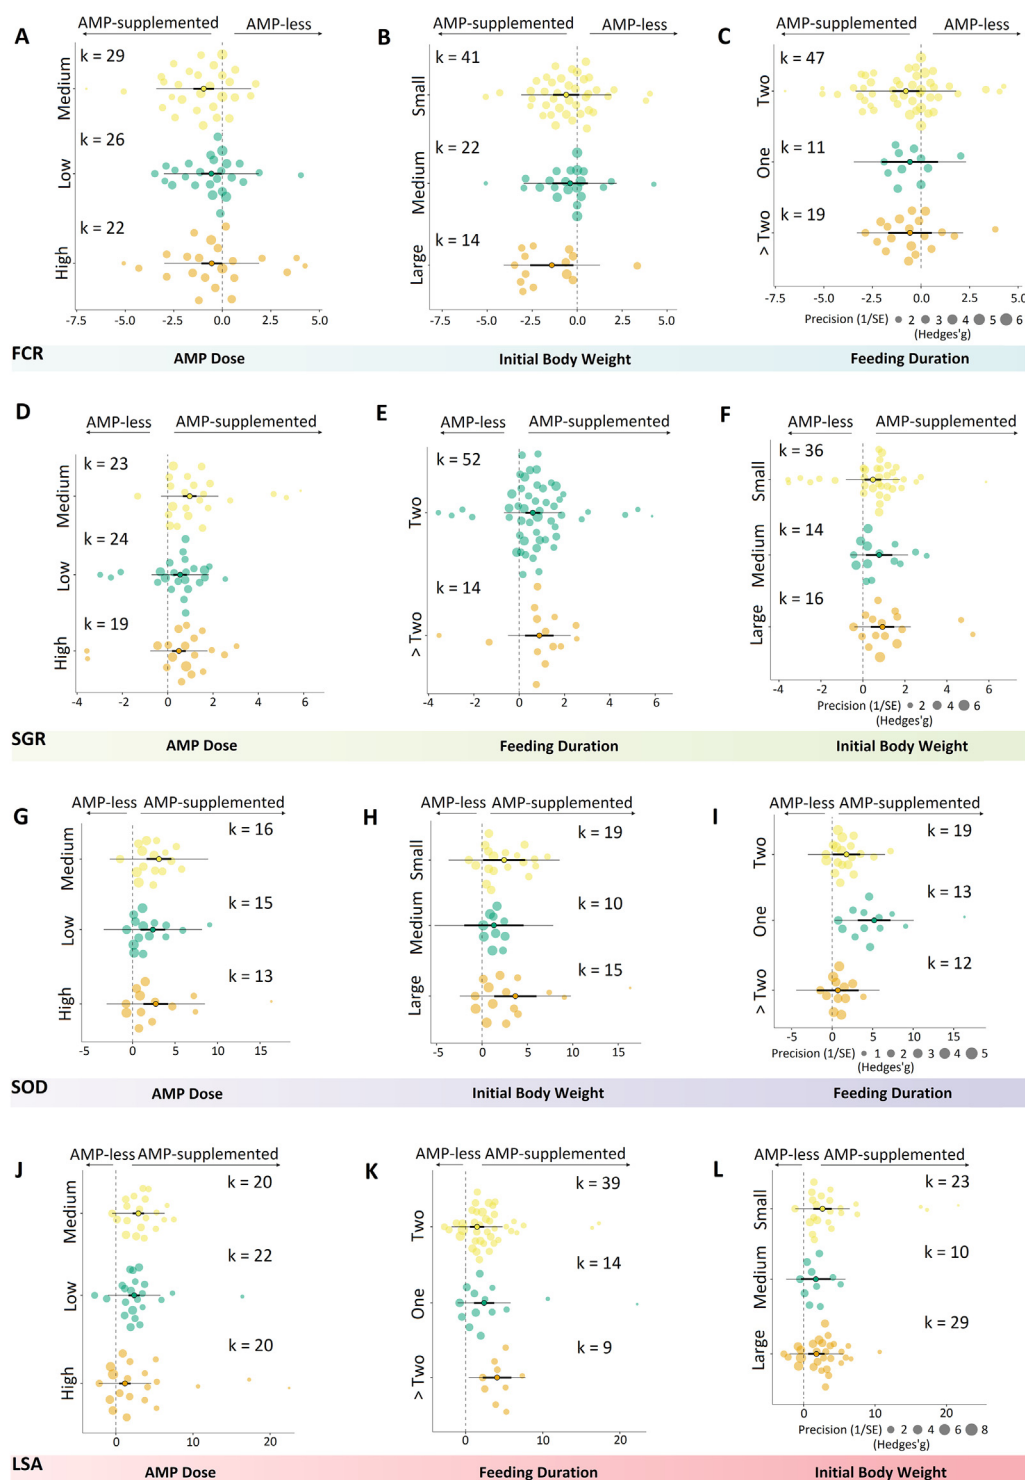 AMP-supplemented AMP-less
A
k = 29
Medium
k = 26
Low
k = 22
High
-7.5 -5.0 -2.5 0.0 2.5 5.0
AMP-supplemented AMP-less
B
k = 41
Small
k = 22
Medium
k = 14
Large
-7.5 -5.0 -2.5 0.0 2.5 5.0
AMP-supplemented AMP-less
C
k = 47
Two
k = 11
One
k = 19
> Two
-7.5 -5.0 -2.5 0.0 2.5 5.0
Precision (1/SE) 2 3 4 5 6
(Hedges'g)
FCR AMP Dose Initial Body Weight Feeding Duration
D
AMP-less AMP-supplemented
k = 23
Medium
k = 24
Low
k = 19
High
-4 -2 0 2 4 6
E
AMP-less AMP-supplemented
k = 52
Two
k = 14
> Two
-4 -2 0 2 4 6
F
AMP-less AMP-supplemented
k = 36
Small
k = 14
Medium
k = 16
Large
-4 -2 0 2 4 6
Precision (1/SE) 2 4 6
(Hedges'g)
SGR AMP Dose Feeding Duration Initial Body Weight
AMP-less AMP-supplemented
G
k = 16
Medium
k = 15
Low
k = 13
High
-5 0 5 10 15
AMP-less AMP-supplemented
H
k = 19
Small
k = 10
Medium
k = 15
Large
-5 0 5 10 15
AMP-less AMP-supplemented
I
k = 19
Two
k = 13
One
k = 12
> Two
-5 0 5 10 15
Precision (1/SE) 1 2 3 4 5
(Hedges'g)
SOD AMP Dose Initial Body Weight Feeding Duration
AMP-less AMP-supplemented
J
k = 20
Medium
k = 22
Low
k = 20
High
0 10 20
AMP-less AMP-supplemented
K
k = 39
Two
k = 14
One
k = 9
> Two
0 10 20
AMP-less AMP-supplemented
L
k = 23
Small
k = 10
Medium
k = 29
Large
0 10 20
Precision (1/SE) 2 4 6 8
(Hedges'g)
LSA AMP Dose Feeding Duration Initial Body Weight